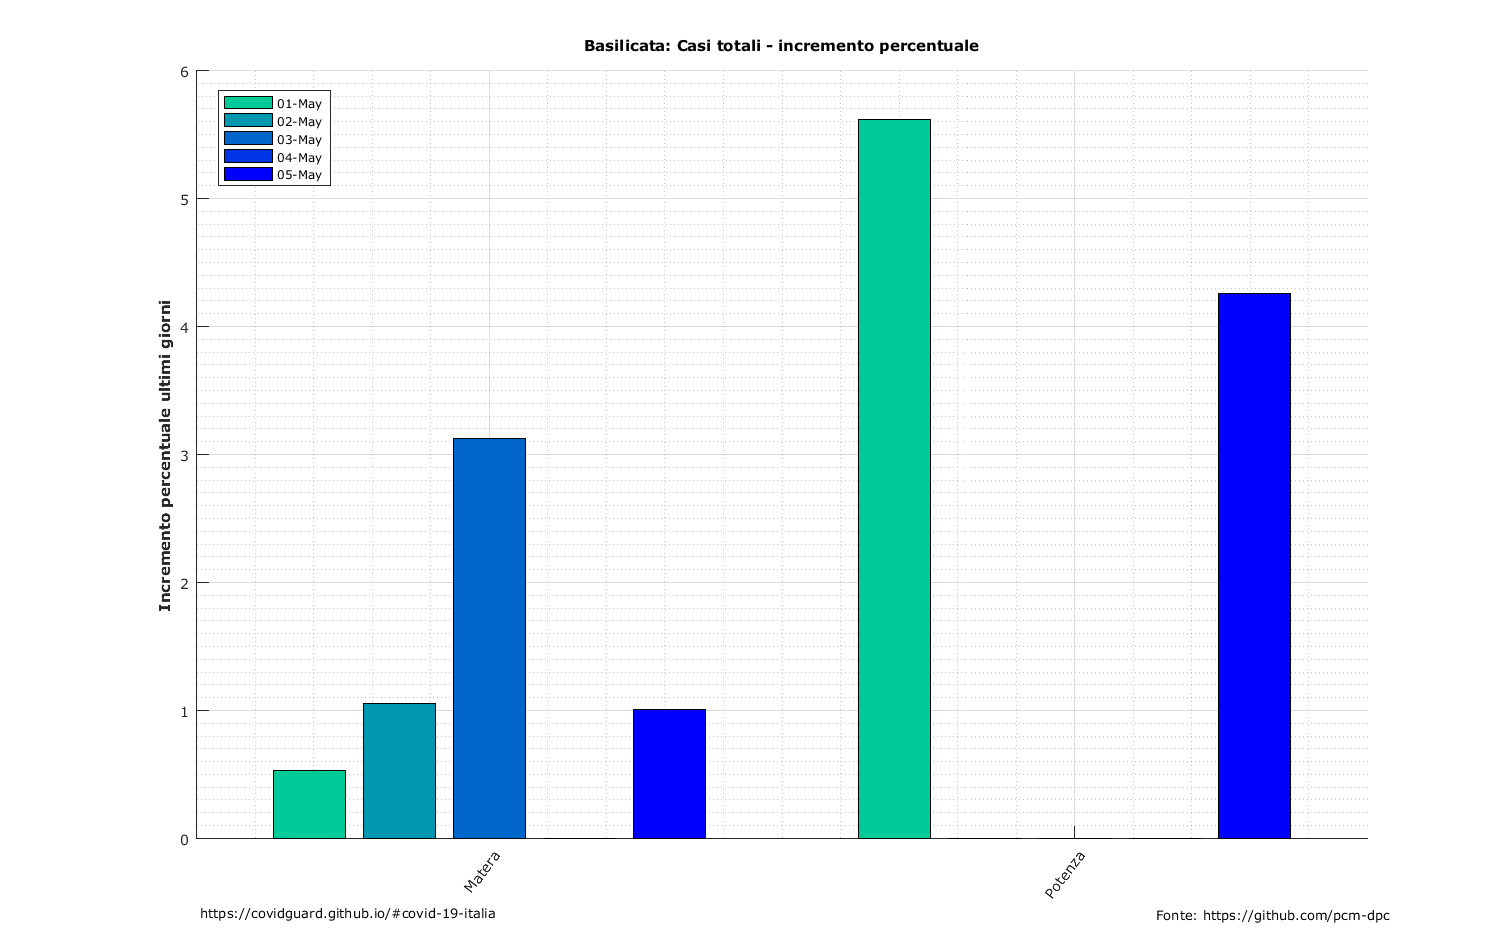 Basilicata: Casi totali - incremento percentuale
Incremento percentuale ultimi giorni
6
5
4
3
2
1
0
01-May
02-May
03-May
04-May
05-May
Matera
Potenza
https://covidguard.github.io/#covid-19-italia
Fonte: https://github.com/pcm-dpc